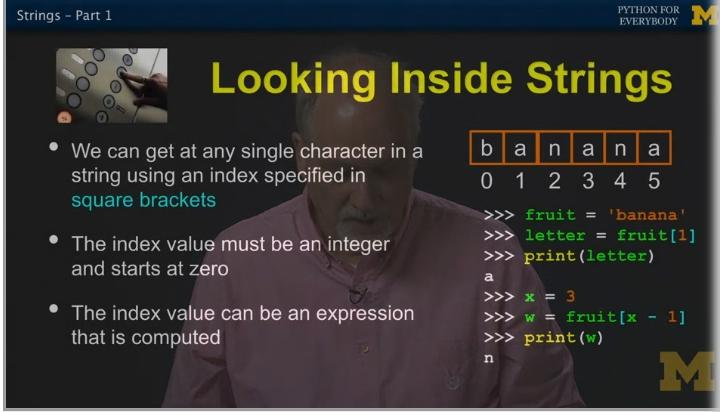 Strings – Part 1
PYTHON FOR
EVERYBODY
M
Looking Inside Strings
• We can get at any single character in a
string using an index specified in
square brackets
• The index value must be an integer
and starts at zero
• The index value can be an expression
that is computed
b a n a n a
0 1 2 3 4 5
>>> fruit = 'banana'
>>> letter = fruit[1]
>>> print(letter)
a
>>> x = 3
>>> w = fruit[x - 1]
>>> print(w)
n
M